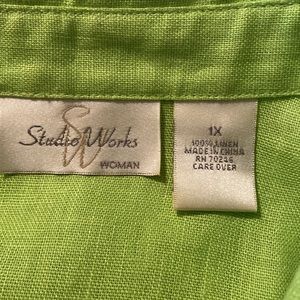 SW
Studio Works
WOMAN
1X
100% LINEN
MADE IN CHINA
RN 70236
CARE OVER